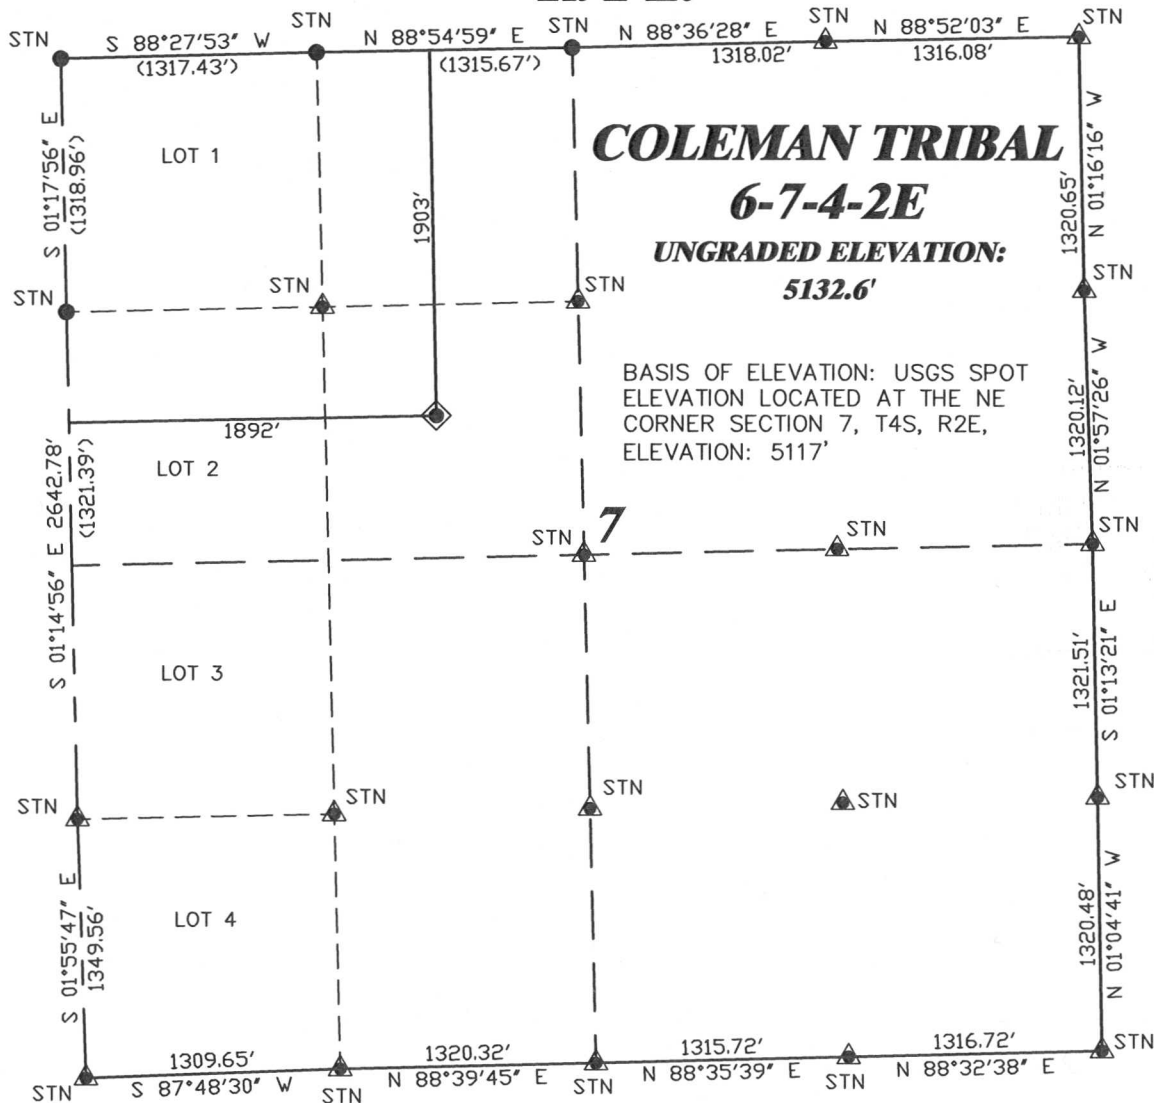 STN
S 88°27'53" W
(1317.43')
STN
N 88°54'59" E
(1315.67')
STN
N 88°36'28" E
1318.02'
STN
N 88°52'03" E
1316.08'
STN
S 01°17'56" E
(1318.96')
LOT 1
1903'
COLEMAN TRIBAL
6-7-4-2E
UNGRADED ELEVATION:
5132.6'
1320.65'
N 01°16'16" W
STN
STN
STN
STN
BASIS OF ELEVATION: USGS SPOT
ELEVATION LOCATED AT THE NE
CORNER SECTION 7, T4S, R2E,
ELEVATION: 5117'
1320.12'
N 01°57'26" W
1892'
LOT 2
S 01°14'56" E 2642.78'
(1321.39')
STN
7
STN
STN
LOT 3
1321.51'
S 01°13'21" E
STN
STN
STN
STN
STN
LOT 4
S 01°55'47" E
1349.56'
1320.48'
N 01°04'41" W
STN
1309.65'
S 87°48'30" W
STN
1320.32'
N 88°39'45" E
STN
1315.72'
N 88°35'39" E
STN
1316.72'
N 88°32'38" E
STN